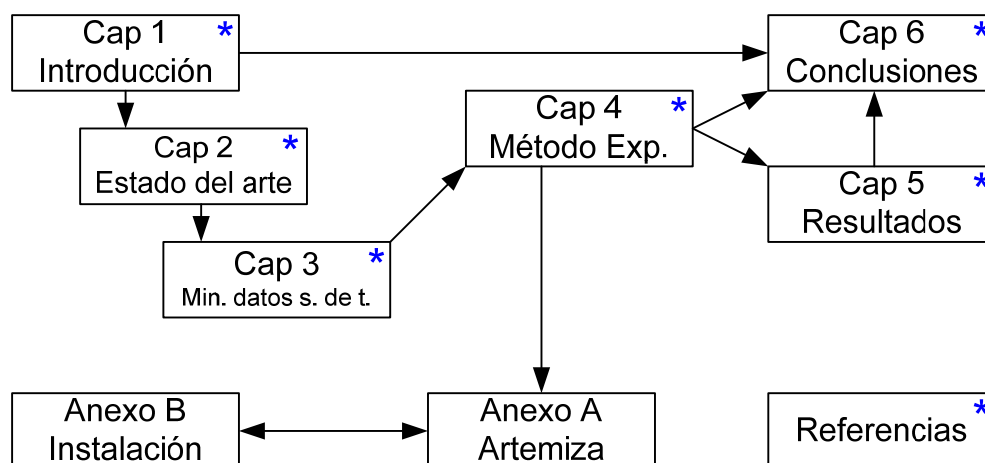 Cap 1 *
Introducción
Cap 6 *
Conclusiones
Cap 4 *
Método Exp.
Cap 2 *
Estado del arte
Cap 5 *
Resultados
Cap 3 *
Min. datos s. de t.
Anexo B
Instalación
Anexo A
Artemiza
*
Referencias